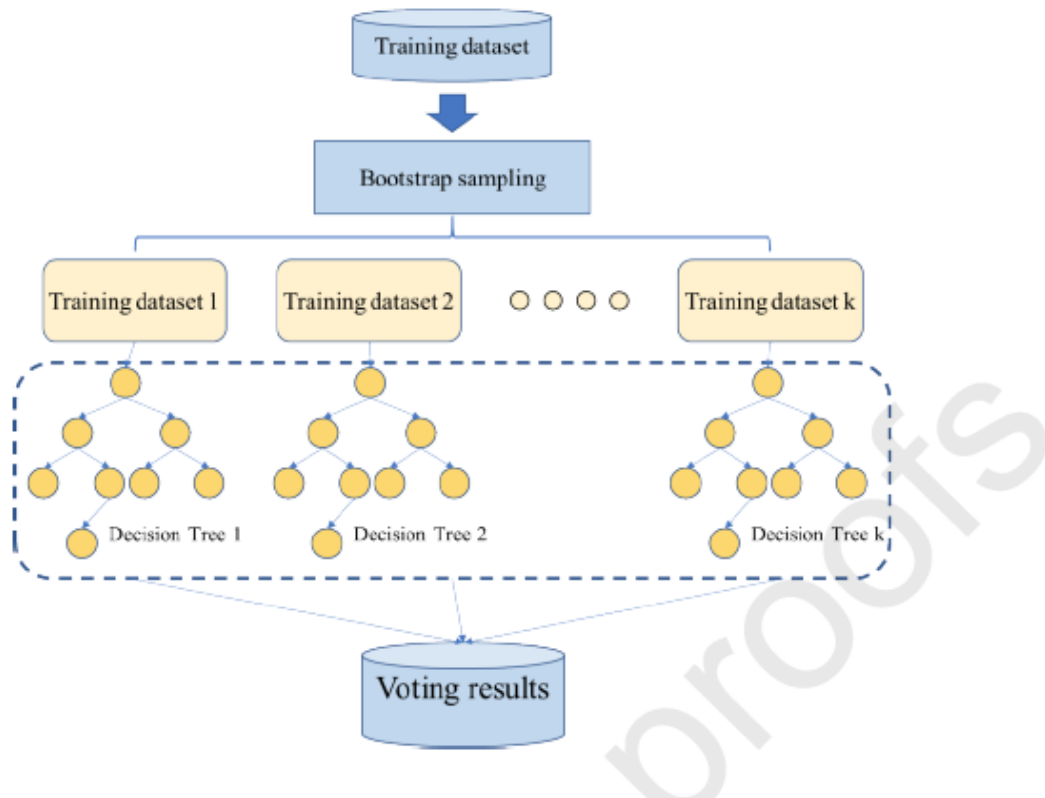 Training dataset
Bootstrap sampling
Training dataset 1
Training dataset 2
Training dataset k
Decision Tree 1
Decision Tree 2
Decision Tree k
Voting results
proofs